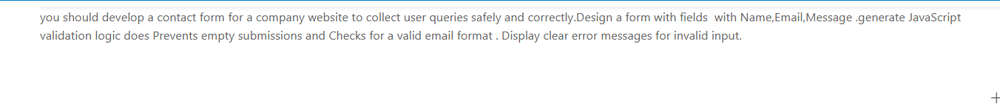 you should develop a contact form for a company website to collect user queries safely and correctly.Design a form with fields  with Name,Email,Message .generate JavaScript
validation logic does Prevents empty submissions and Checks for a valid email format . Display clear error messages for invalid input.